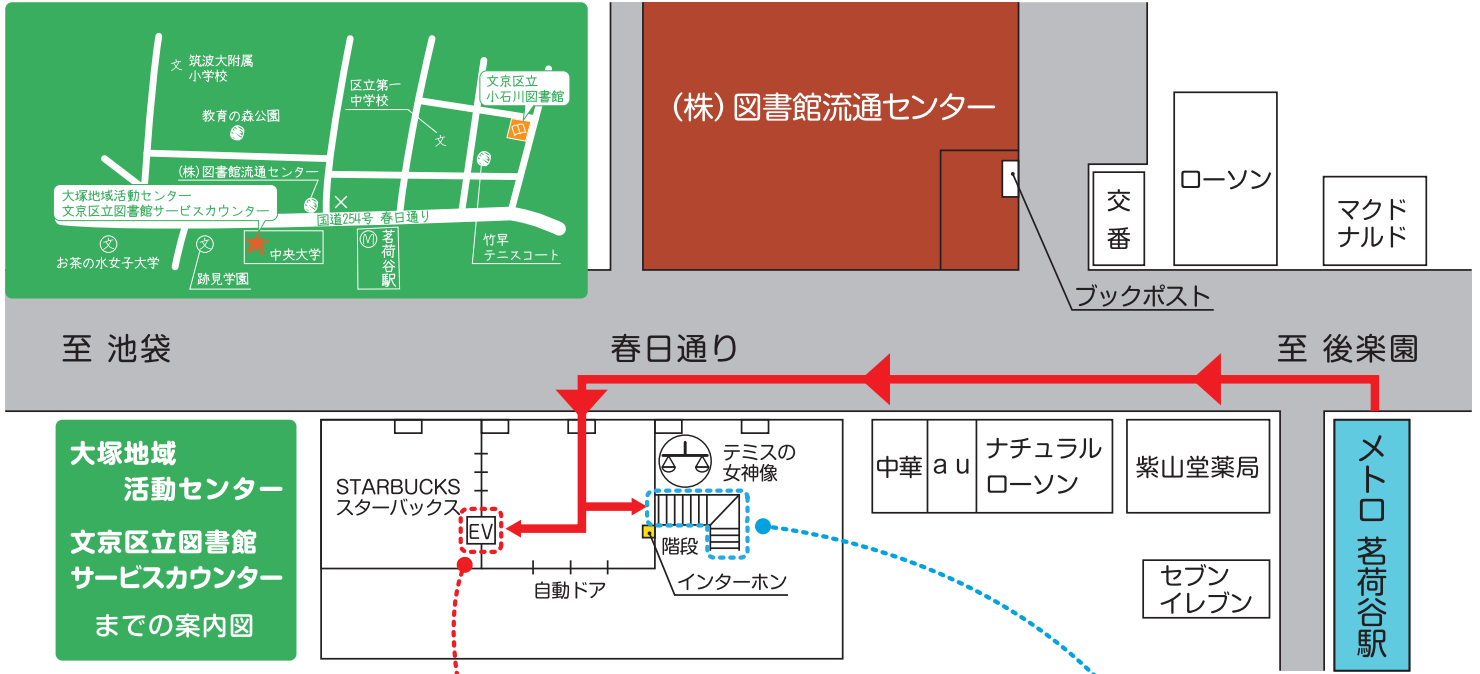 筑波大附属
小学校
教育の森公園
区立第一
中学校
文京区立
小石川図書館
(株)図書館流通センター
大塚地域活動センター
文京区立図書館サービスカウンター
国道254号 春日通り
お茶の水女子大学
跡見学園
中央大学
茗荷谷駅
竹早
テニスコート
文
文
文
文
M
(株)図書館流通センター
交番
ローソン
マクド
ナルド
ブックポスト
至 池袋
春日通り
至 後楽園
大塚地域
活動センター
文京区立図書館
サービスカウンター
までの案内図
STARBUCKS
スターバックス
EV
テミスの
女神像
階段
インターホン
自動ドア
中華
au
ナチュラル
ローソン
紫山堂薬局
セブン
イレブン
メトロ 茗荷谷駅